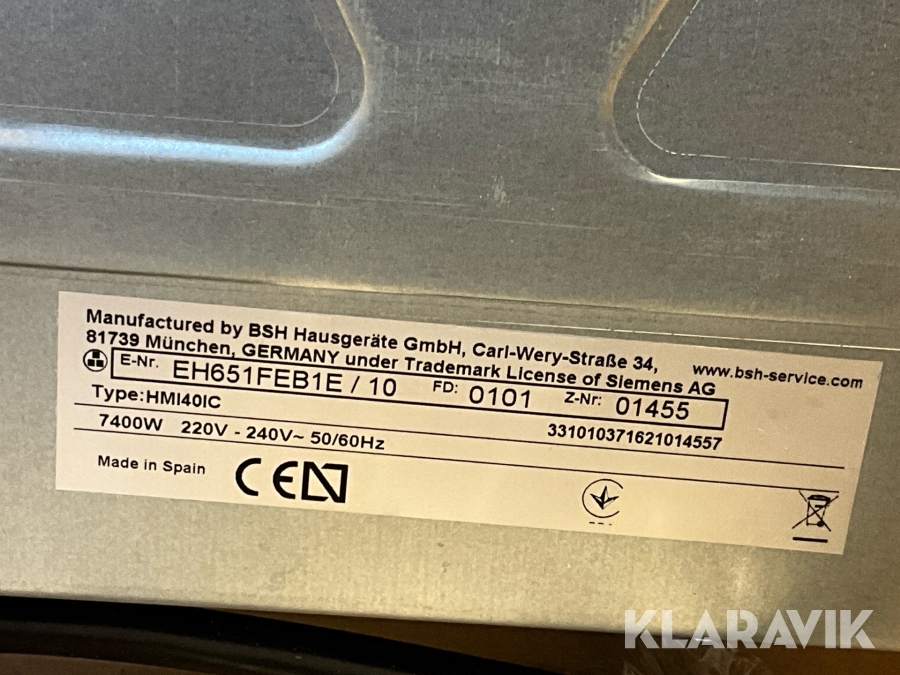 Manufactured by BSH Hausgeräte GmbH, Carl-Wery-Straße 34,
81739 München, GERMANY under Trademark License of Siemens AG
www.bsh-service.com
E-Nr. EH651FEB1E / 10 FD: 0101 Z-Nr: 01455
Type:HMI40IC
331010371621014557
7400W 220V - 240V~ 50/60Hz
Made in Spain
CE
KLARAVIK